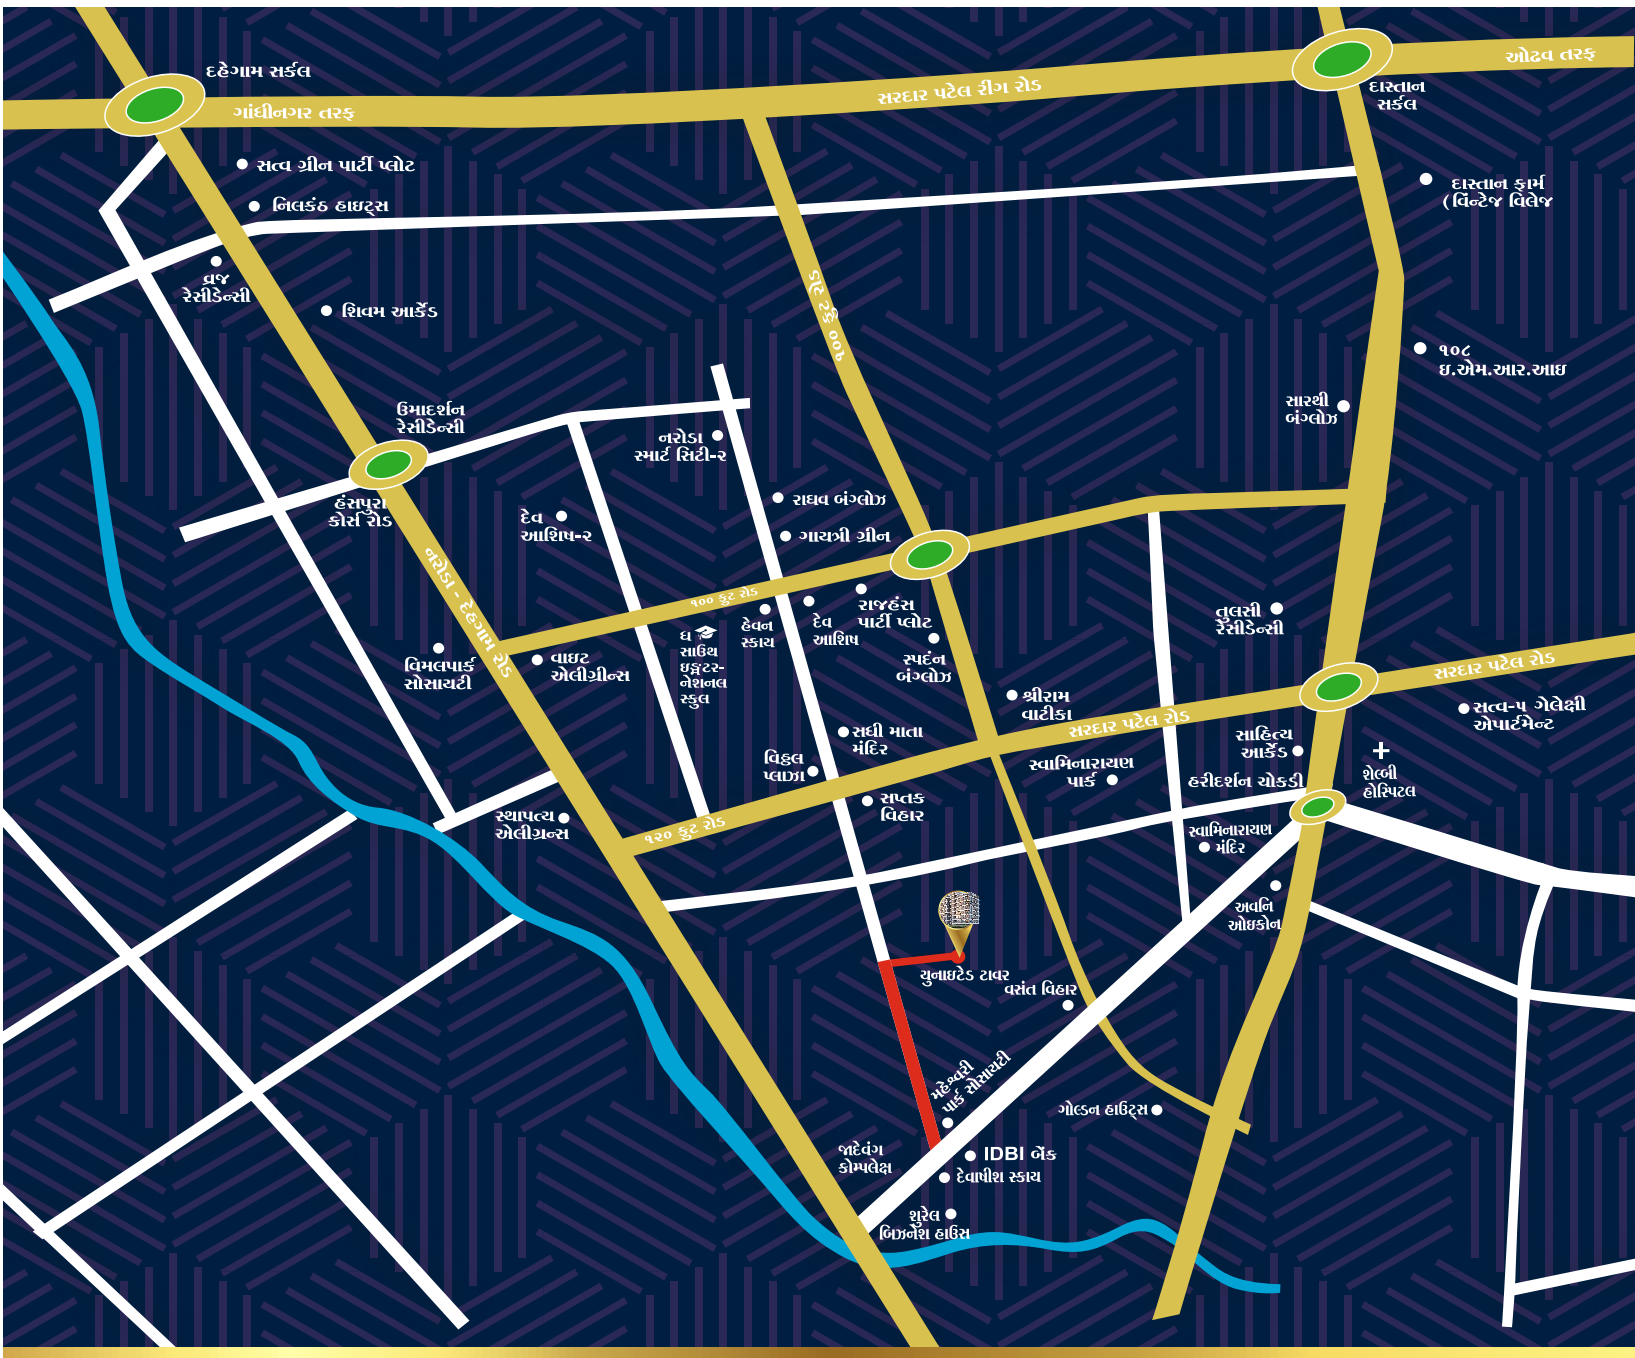 દહેગામ સર્કલ
ગાંધીનગર તરફ
સરદાર પટેલ રીંગ રોડ
ઓઢવ તરફ
દાસ્તાન
સર્કલ
સત્વ ગ્રીન પાર્ટી પ્લોટ
નિલકંઠ હાઇટ્સ
દાસ્તાન ફાર્મ
(વિંન્ટેજ વિલેજ
વ્રજ
રેસીડેન્સી
શિવમ આર્કેડ
૧૦૦ ફુટ રોડ
૧૦૮
ઇ.એમ.આર.આઇ
સારથી
બંગ્લોઝ
ઉમાદર્શન
રેસીડેન્સી
નરોડા
સ્માર્ટ સિટી-૨
હંસપુરા
ક્રોર્સ રોડ
દેવ
આશિષ-૨
રાઘવ બંગ્લોઝ
ગાયત્રી ગ્રીન
નરોડા - દેહગામ રોડ
૧૦૦ ફુટ રોડ
હેવન
સ્કાય
દેવ
આશિષ
રાજહંસ
પાર્ટી પ્લોટ
તુલસી
રેસીડેન્સી
ધ
સાઉથ
ઇન્ટર-
નેશનલ
સ્કુલ
વિમલપાર્ક
સોસાયટી
વાઇટ
એલીગ્રીન્સ
સ્પદંન
બંગ્લોઝ
સરદાર પટેલ રોડ
શ્રીરામ
વાટીકા
સરદાર પટેલ રોડ
સત્વ-૫ ગેલેક્ષી
એપાર્ટમેન્ટ
સધી માતા
મંદિર
સાહિત્ય
આર્કેડ
વિઠ્ઠલ
પ્લાઝા
સ્વામિનારાયણ
પાર્ક
હરીદર્શન ચોકડી
શેલ્બી
હોસ્પિટલ
સપ્તક
વિહાર
સ્થાપત્ય
એલીગ્રન્સ
૧૨૦ ફુટ રોડ
સ્વામિનારાયણ
મંદિર
અવનિ
ઓઇકોન
યુનાઇટેડ ટાવર
વસંત વિહાર
મહેશ્વરી
પાર્ક સોસાયટી
ગોલ્ડન હાઉટ્સ
જાદેવંગ
કોમ્પલેક્ષ
IDBI બેંક
દેવાષીશ સ્કાય
શુરેલ
બિઝનેશ હાઉસ